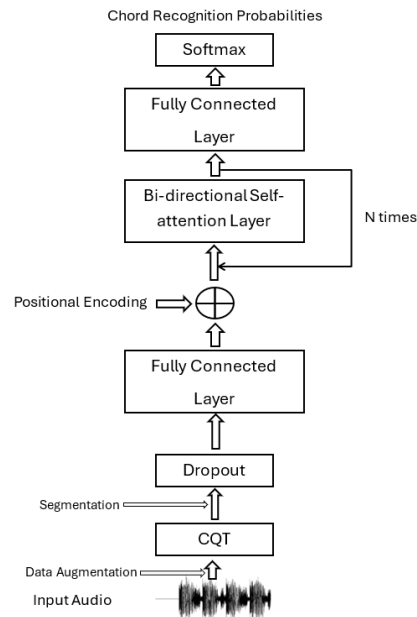 Chord Recognition Probabilities
Softmax
Fully Connected
Layer
Bi-directional Self-
attention Layer
N times
Positional Encoding
Fully Connected
Layer
Dropout
Segmentation
CQT
Data Augmentation
Input Audio